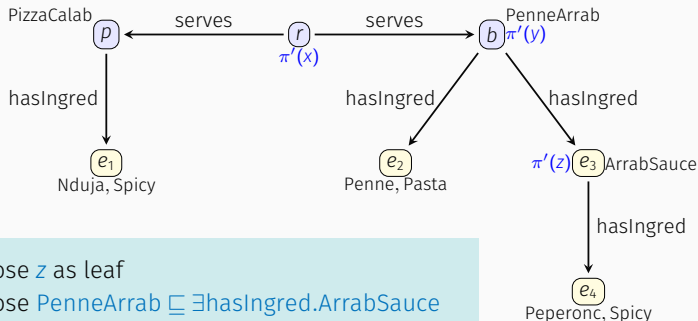 PizzaCalab
serves
serves
PenneArrab
p
r
b
π′(y)
π′(x)
hasIngred
hasIngred
hasIngred
e₁
e₂
π′(z)
e₃
ArrabSauce
Nduja, Spicy
Penne, Pasta
hasIngred
ose z as leaf
e₄
ose PenneArrab ⊑ ∃hasIngred.ArrabSauce
Peperonc, Spicy